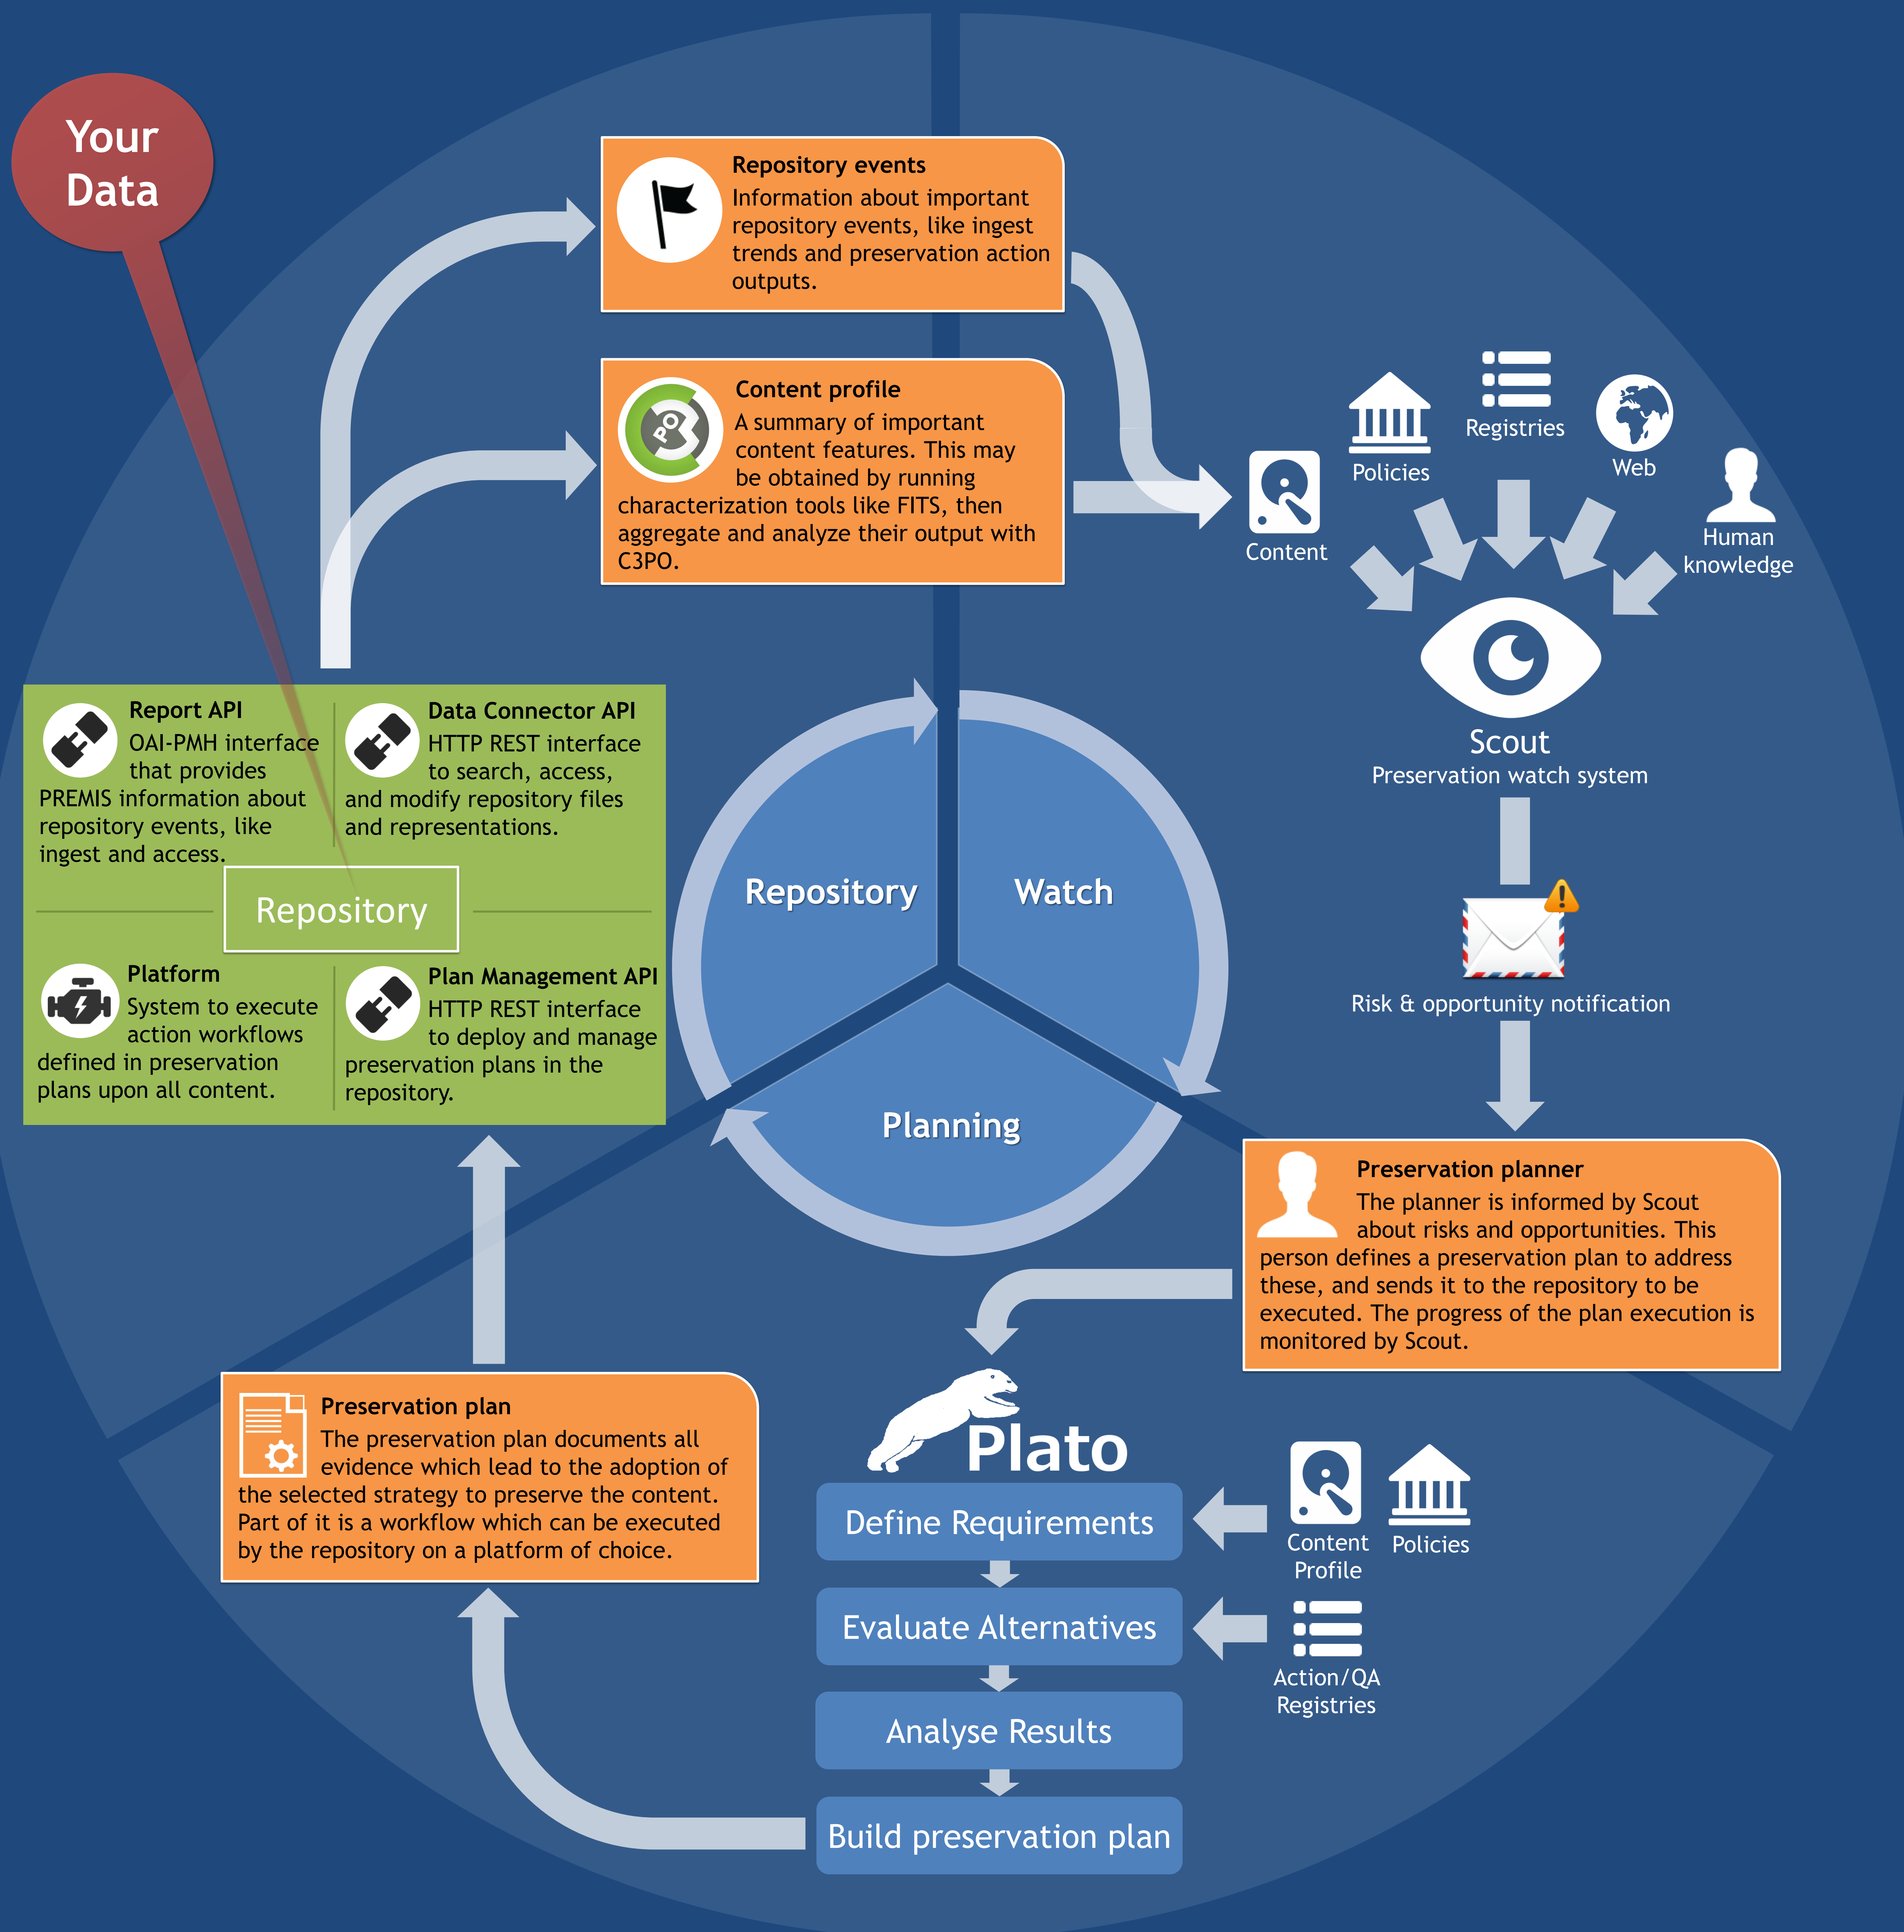 Your
Data
Repository events
Information about important
repository events, like ingest
trends and preservation action
outputs.
Content profile
A summary of important
content features. This may
be obtained by running
characterization tools like FITS, then
aggregate and analyze their output with
C3PO.
PO
Content
Policies
Registries
Web
Human
knowledge
Scout
Preservation watch system
Risk & opportunity notification
Report API
OAI-PMH interface
that provides
PREMIS information about
repository events, like
ingest and access.
Data Connector API
HTTP REST interface
to search, access,
and modify repository files
and representations.
Repository
Platform
System to execute
action workflows
defined in preservation
plans upon all content.
Plan Management API
HTTP REST interface
to deploy and manage
preservation plans in the
repository.
Repository
Watch
Planning
Preservation planner
The planner is informed by Scout
about risks and opportunities. This
person defines a preservation plan to address
these, and sends it to the repository to be
executed. The progress of the plan execution is
monitored by Scout.
Preservation plan
The preservation plan documents all
evidence which lead to the adoption of
the selected strategy to preserve the content.
Part of it is a workflow which can be executed
by the repository on a platform of choice.
Plato
Define Requirements
Content
Profile
Policies
Evaluate Alternatives
Action/QA
Registries
Analyse Results
Build preservation plan